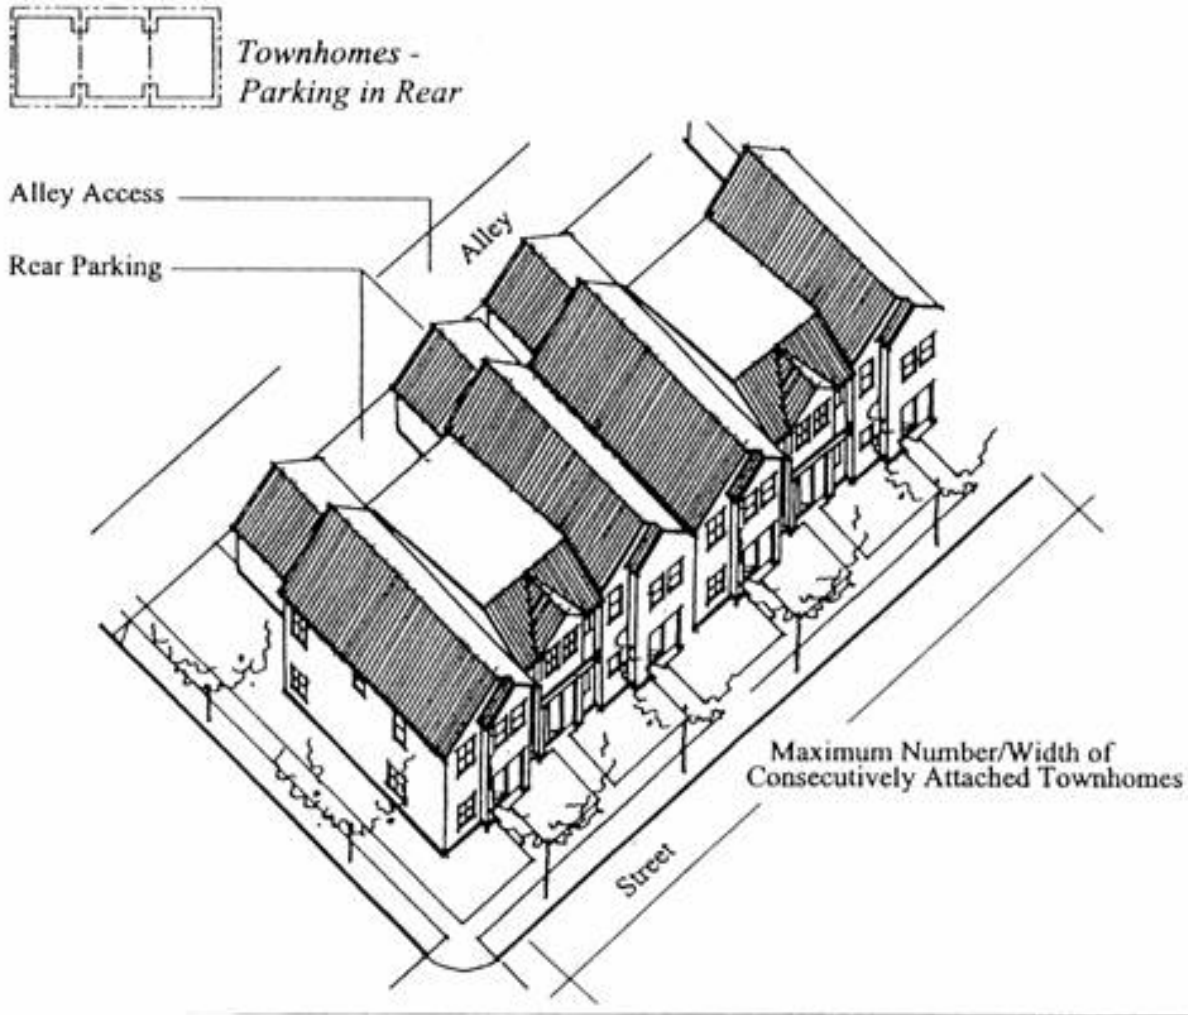 Townhomes -
Parking in Rear
Alley Access
Alley
Rear Parking
Maximum Number/Width of
Consecutively Attached Townhomes
Street